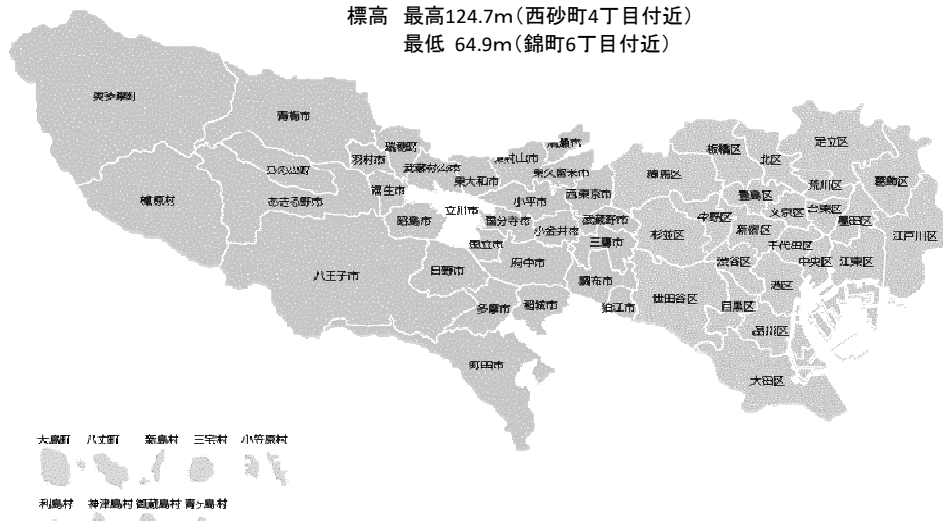 標高 最高124.7m（西砂町4丁目付近）
最低 64.9m（錦町6丁目付近）
奥多摩町
青梅市
瑞穂町
羽村市
武蔵村山市
東村山市
清瀬市
日の出町
福生市
東大和市
東久留米市
檜原村
あきる野市
昭島市
立川市
小平市
西東京市
国分寺市
小金井市
武蔵野市
国立市
三鷹市
府中市
八王子市
日野市
調布市
多摩市
稲城市
狛江市
町田市
板橋区
北区
足立区
練馬区
荒川区
葛飾区
豊島区
文京区
台東区
墨田区
中野区
杉並区
新宿区
千代田区
江戸川区
渋谷区
中央区
江東区
世田谷区
目黒区
港区
品川区
大田区
大島町 八丈町 新島村 三宅村 小笠原村
利島村 神津島村 御蔵島村 青ヶ島村